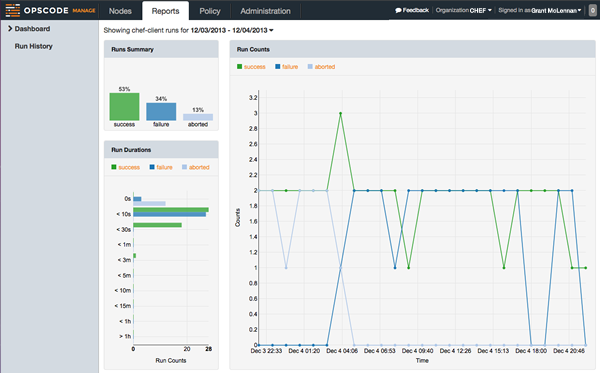 OPSCODE MANAGE Nodes Reports Policy Administration Feedback Organization CHEF Signed in as Grant McLennan 0
Dashboard
Run History
Showing chef-client runs for 12/03/2013 - 12/04/2013
Runs Summary
53%
34%
13%
success failure aborted
Run Durations
success failure aborted
0s
< 10s
< 30s
< 1m
< 3m
< 5m
< 10m
< 15m
< 1h
> 1h
0 20 28
Run Counts
Run Counts
success failure aborted
3.2
3
2.8
2.6
2.4
2.2
2
1.8
1.6
1.4
1.2
1
0.8
0.6
0.4
0.2
0
Counts
Dec 3 22:33 Dec 4 01:20 Dec 4 04:06 Dec 4 06:53 Dec 4 09:40 Dec 4 12:26 Dec 4 15:13 Dec 4 18:00 Dec 4 20:46
Time